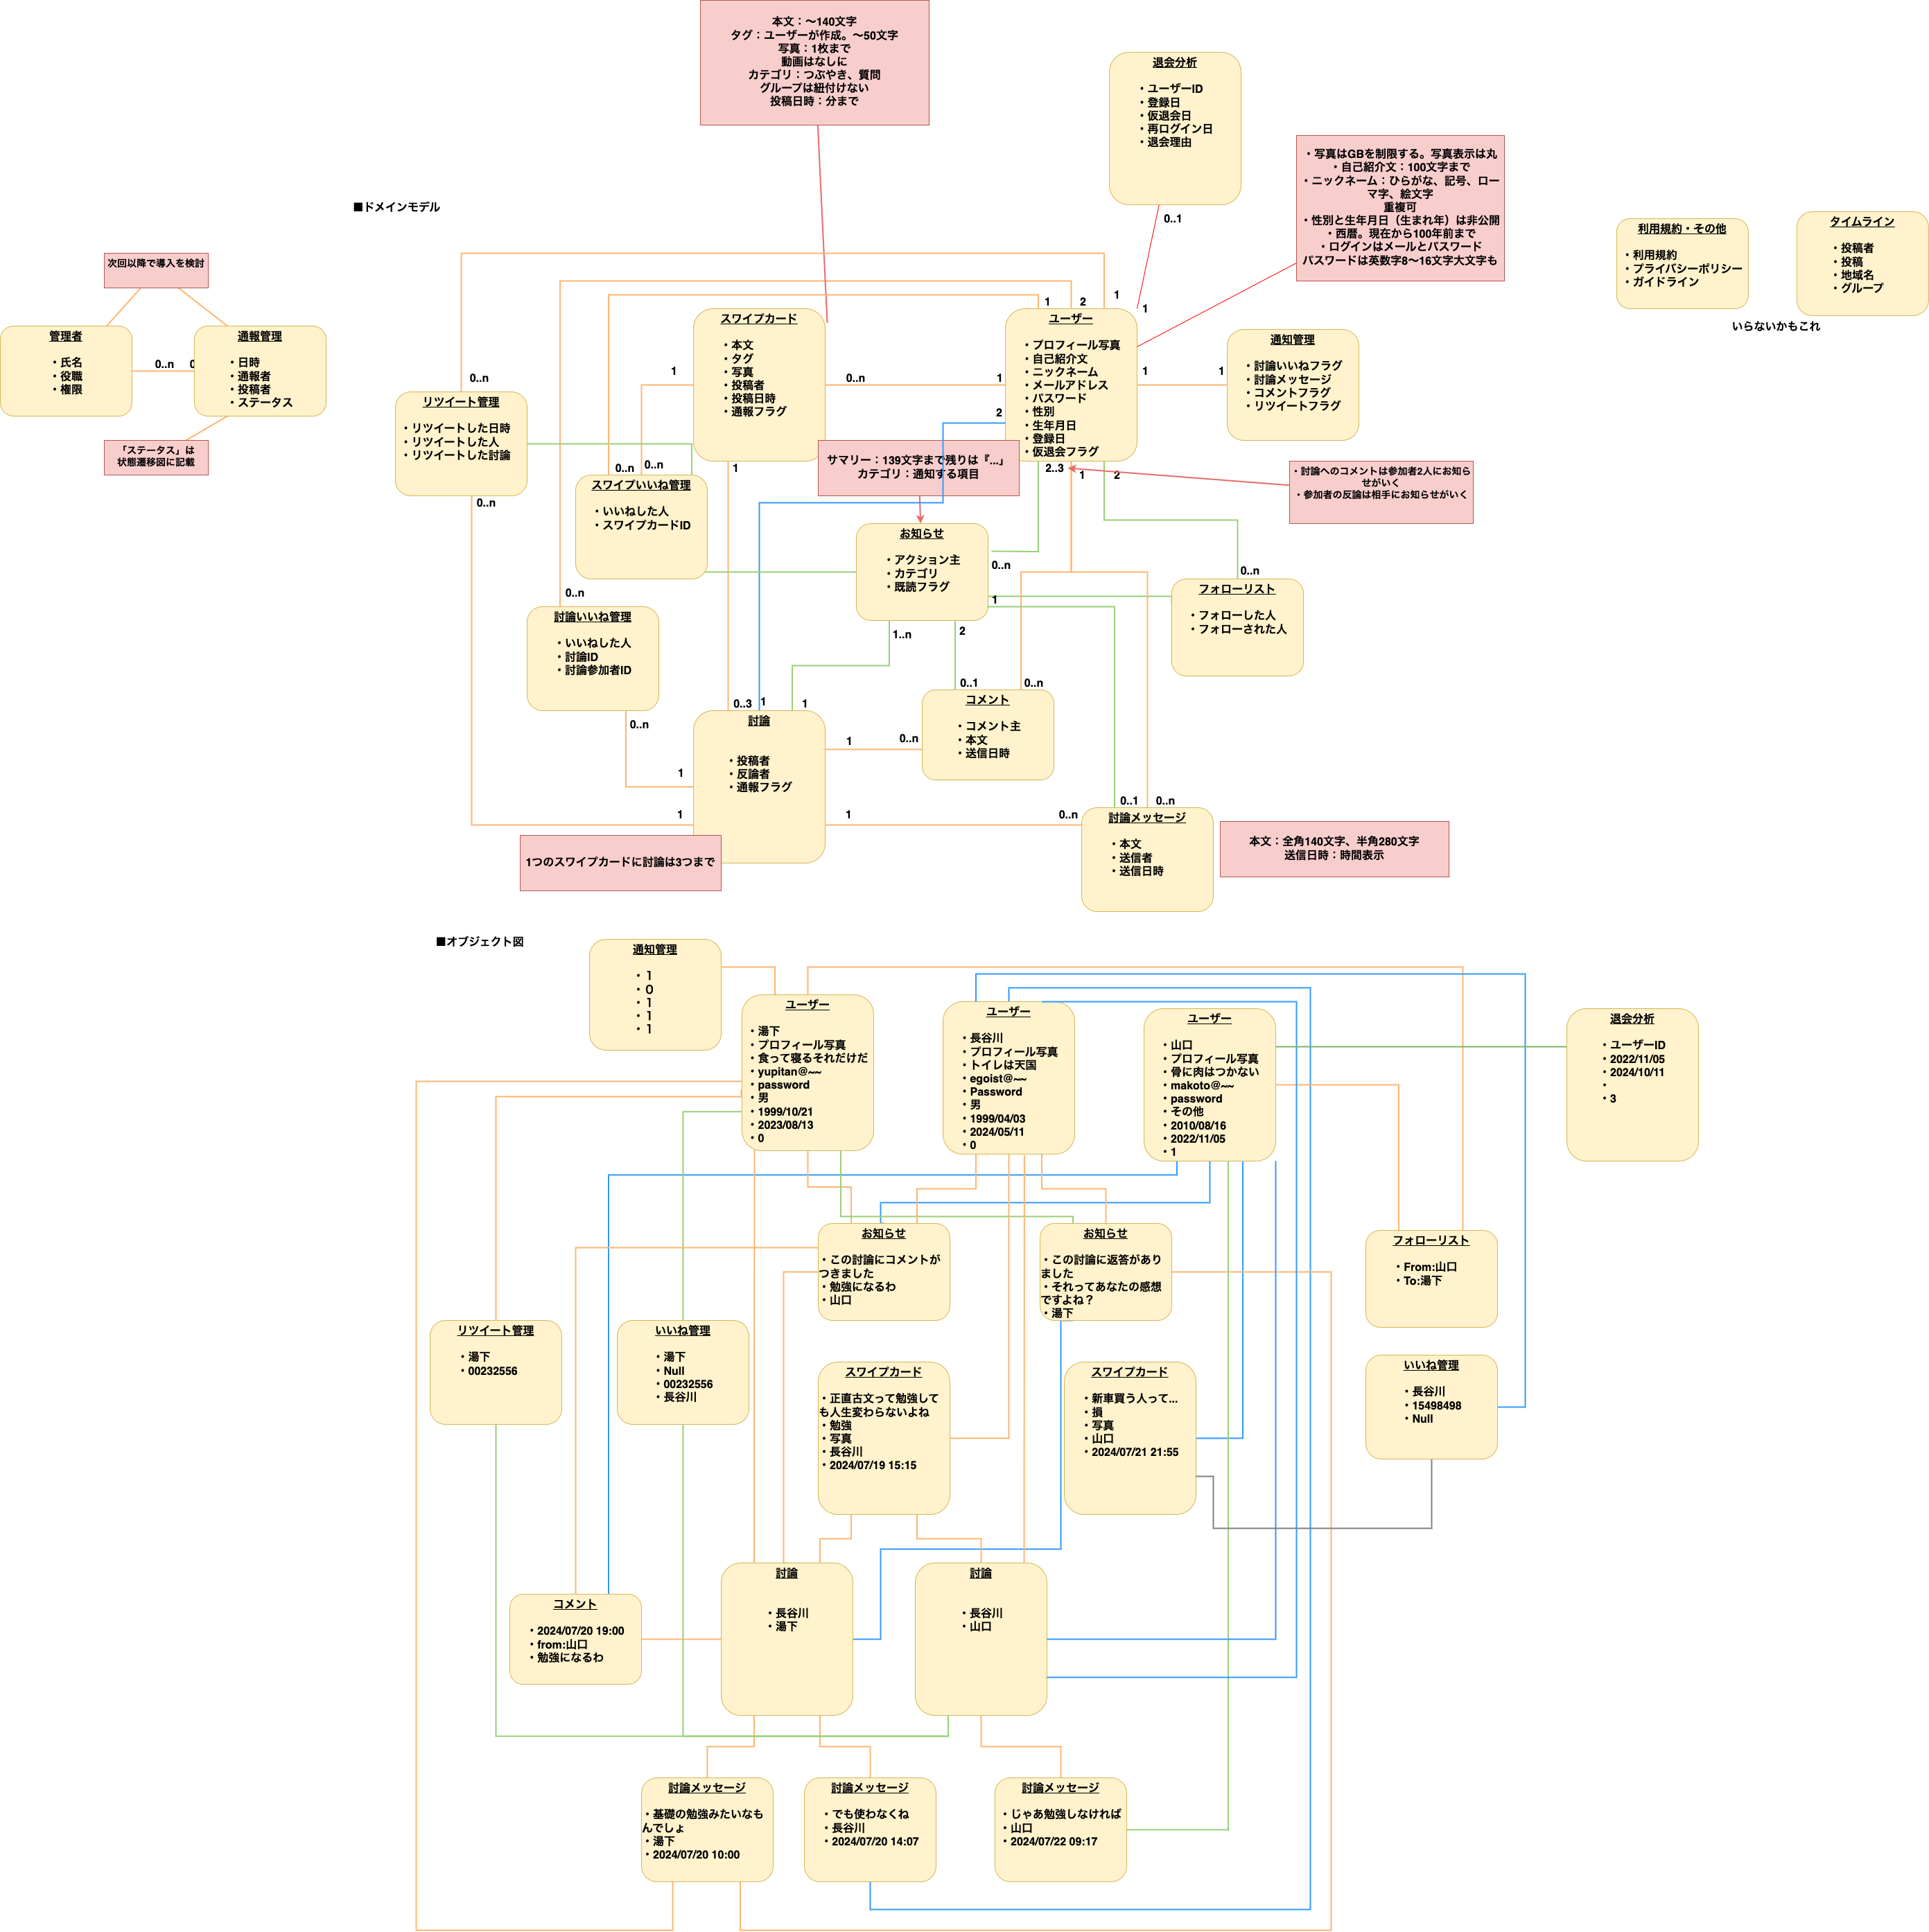 本文：～140文字
タグ：ユーザーが作成。～50文字
写真：1枚まで
動画はなしに
カテゴリ：つぶやき、質問
グループは紐付けない
投稿日時：分まで
退会分析
・ユーザーID
・登録日
・仮退会日
・再ログイン日
・退会理由
・写真はGBを制限する。写真表示は丸
・自己紹介文：100文字まで
・ニックネーム：ひらがな、記号、ロー
マ字、絵文字
重複可
・性別と生年月日（生まれ年）は非公開
・西暦。現在から100年前まで
・ログインはメールとパスワード
パスワードは英数字8～16文字大文字も
■ドメインモデル
0..1
1
利用規約・その他
・利用規約
・プライバシーポリシー
・ガイドライン
タイムライン
・投稿者
・投稿
・地域名
・グループ
いらないかもこれ
次回以降で導入を検討
管理者
・氏名
・役職
・権限
0..n
0
通報管理
・日時
・通報者
・投稿者
・ステータス
「ステータス」は
状態遷移図に記載
1
2
1
スワイプカード
・本文
・タグ
・写真
・投稿者
・投稿日時
・通報フラグ
1
0..n
1
2
ユーザー
・プロフィール写真
・自己紹介文
・ニックネーム
・メールアドレス
・パスワード
・性別
・生年月日
・登録日
・仮退会フラグ
1
1
通知管理
・討論いいねフラグ
・討論メッセージ
・コメントフラグ
・リツイートフラグ
0..n
リツイート管理
・リツイートした日時
・リツイートした人
・リツイートした討論
0..n
0..n
0..n
スワイプいいね管理
・いいねした人
・スワイプカードID
1
サマリー：139文字まで残りは『...』
カテゴリ：通知する項目
2..3
1
2
・討論へのコメントは参加者2人にお知ら
せがいく
・参加者の反論は相手にお知らせがいく
お知らせ
・アクション主
・カテゴリ
・既読フラグ
0..n
1
1..n
2
0..n
フォローリスト
・フォローした人
・フォローされた人
0..n
討論いいね管理
・いいねした人
・討論ID
・討論参加者ID
0..n
1
0..3
1
1
討論
・投稿者
・反論者
・通報フラグ
1
0..n
0..1
0..n
コメント
・コメント主
・本文
・送信日時
1
1
0..n
0..1
0..n
討論メッセージ
・本文
・送信者
・送信日時
本文：全角140文字、半角280文字
送信日時：時間表示
1つのスワイプカードに討論は3つまで
■オブジェクト図
通知管理
・1
・0
・1
・1
・1
ユーザー
・湯下
・プロフィール写真
・食って寝るそれだけだ
・yupitan@~~
・password
・男
・1999/10/21
・2023/08/13
・0
ユーザー
・長谷川
・プロフィール写真
・トイレは天国
・egoist@~~
・Password
・男
・1999/04/03
・2024/05/11
・0
ユーザー
・山口
・プロフィール写真
・骨に肉はつかない
・makoto@~~
・password
・その他
・2010/08/16
・2022/11/05
・1
退会分析
・ユーザーID
・2022/11/05
・2024/10/11
・
・3
お知らせ
・この討論にコメントが
つきました
・勉強になるわ
・山口
お知らせ
・この討論に返答があり
ました
・それってあなたの感想
ですよね？
・湯下
フォローリスト
・From:山口
・To:湯下
リツイート管理
・湯下
・00232556
いいね管理
・湯下
・Null
・00232556
・長谷川
スワイプカード
・正直古文って勉強して
も人生変わらないよね
・勉強
・写真
・長谷川
・2024/07/19 15:15
スワイプカード
・新車買う人って...
・損
・写真
・山口
・2024/07/21 21:55
いいね管理
・長谷川
・15498498
・Null
討論
・長谷川
・湯下
討論
・長谷川
・山口
コメント
・2024/07/20 19:00
・from:山口
・勉強になるわ
討論メッセージ
・基礎の勉強みたいなも
んでしょ
・湯下
・2024/07/20 10:00
討論メッセージ
・でも使わなくね
・長谷川
・2024/07/20 14:07
討論メッセージ
・じゃあ勉強しなければ
・山口
・2024/07/22 09:17